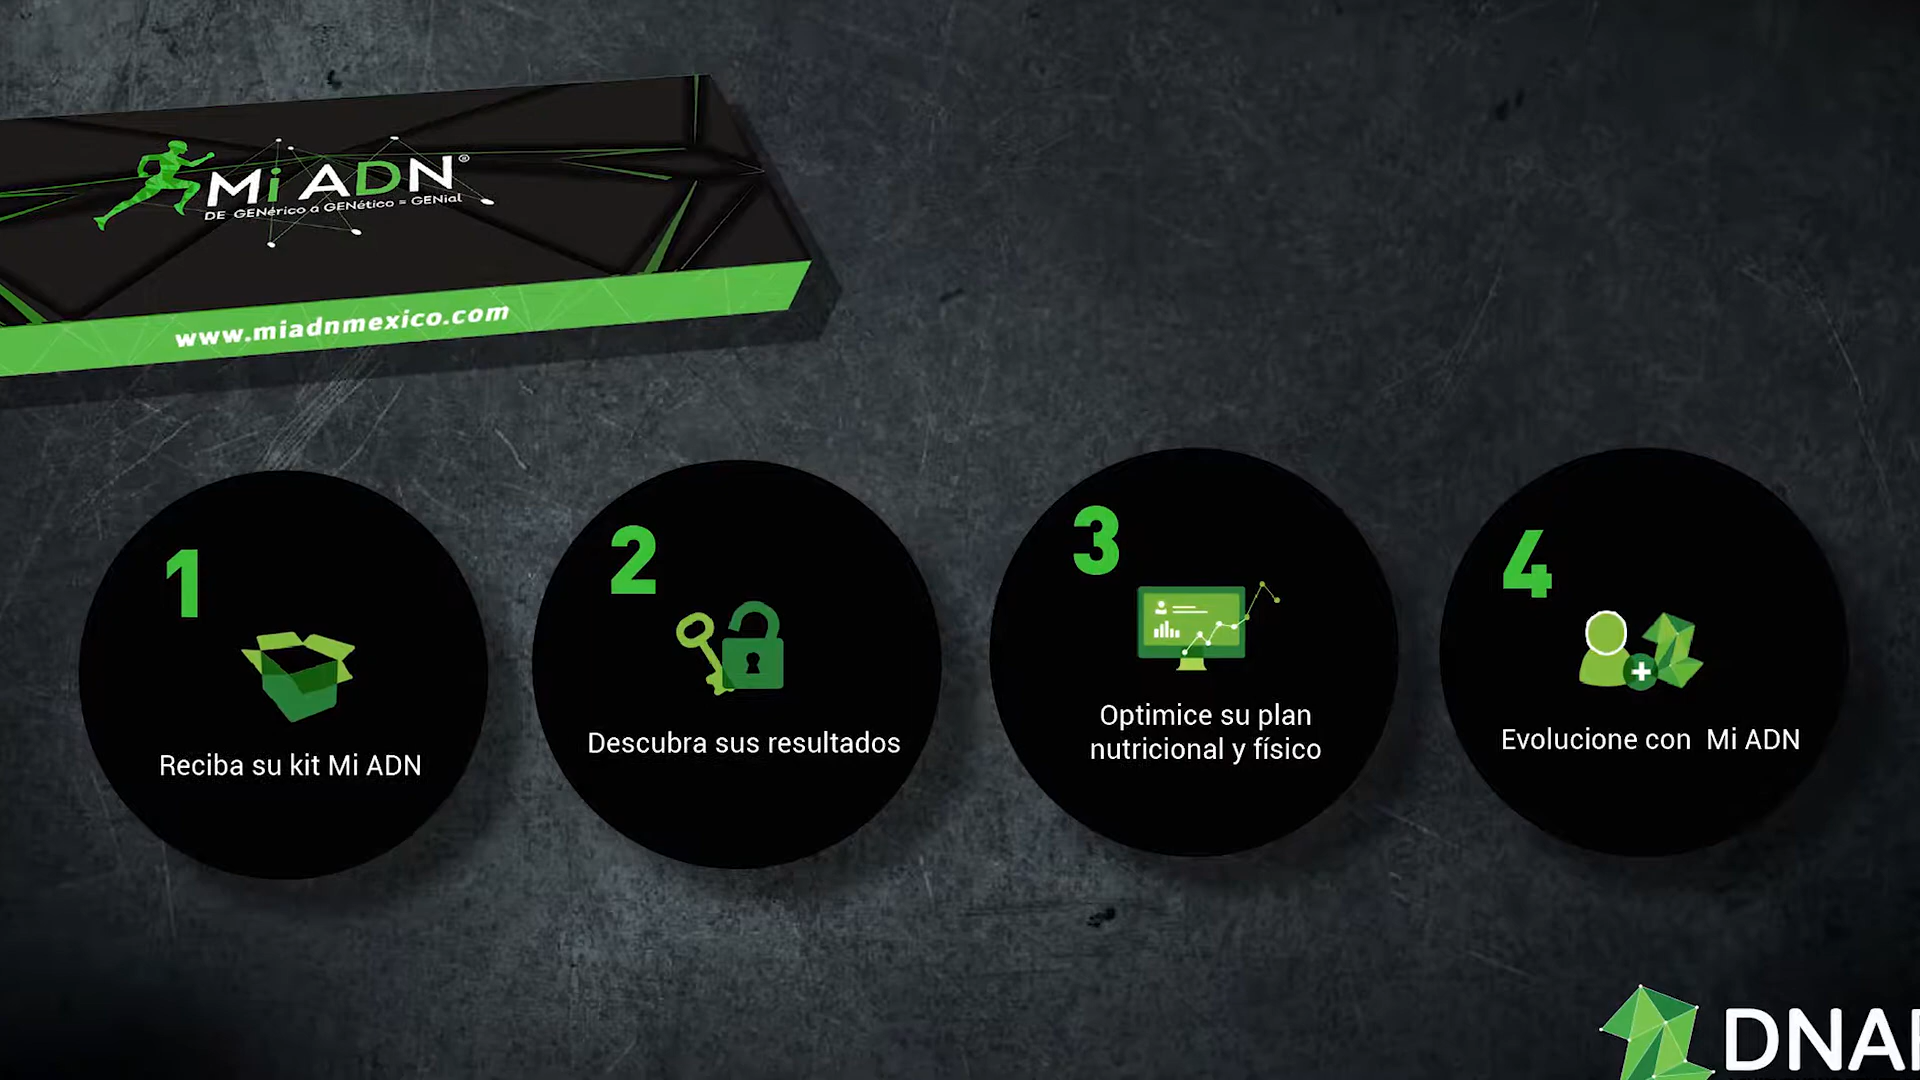 Mi ADN®
DE GENérico a GENético = GENial
www.miadnmexico.com
1
Reciba su kit Mi ADN
2
Descubra sus resultados
3
Optimice su plan
nutricional y físico
4
Evolucione con Mi ADN